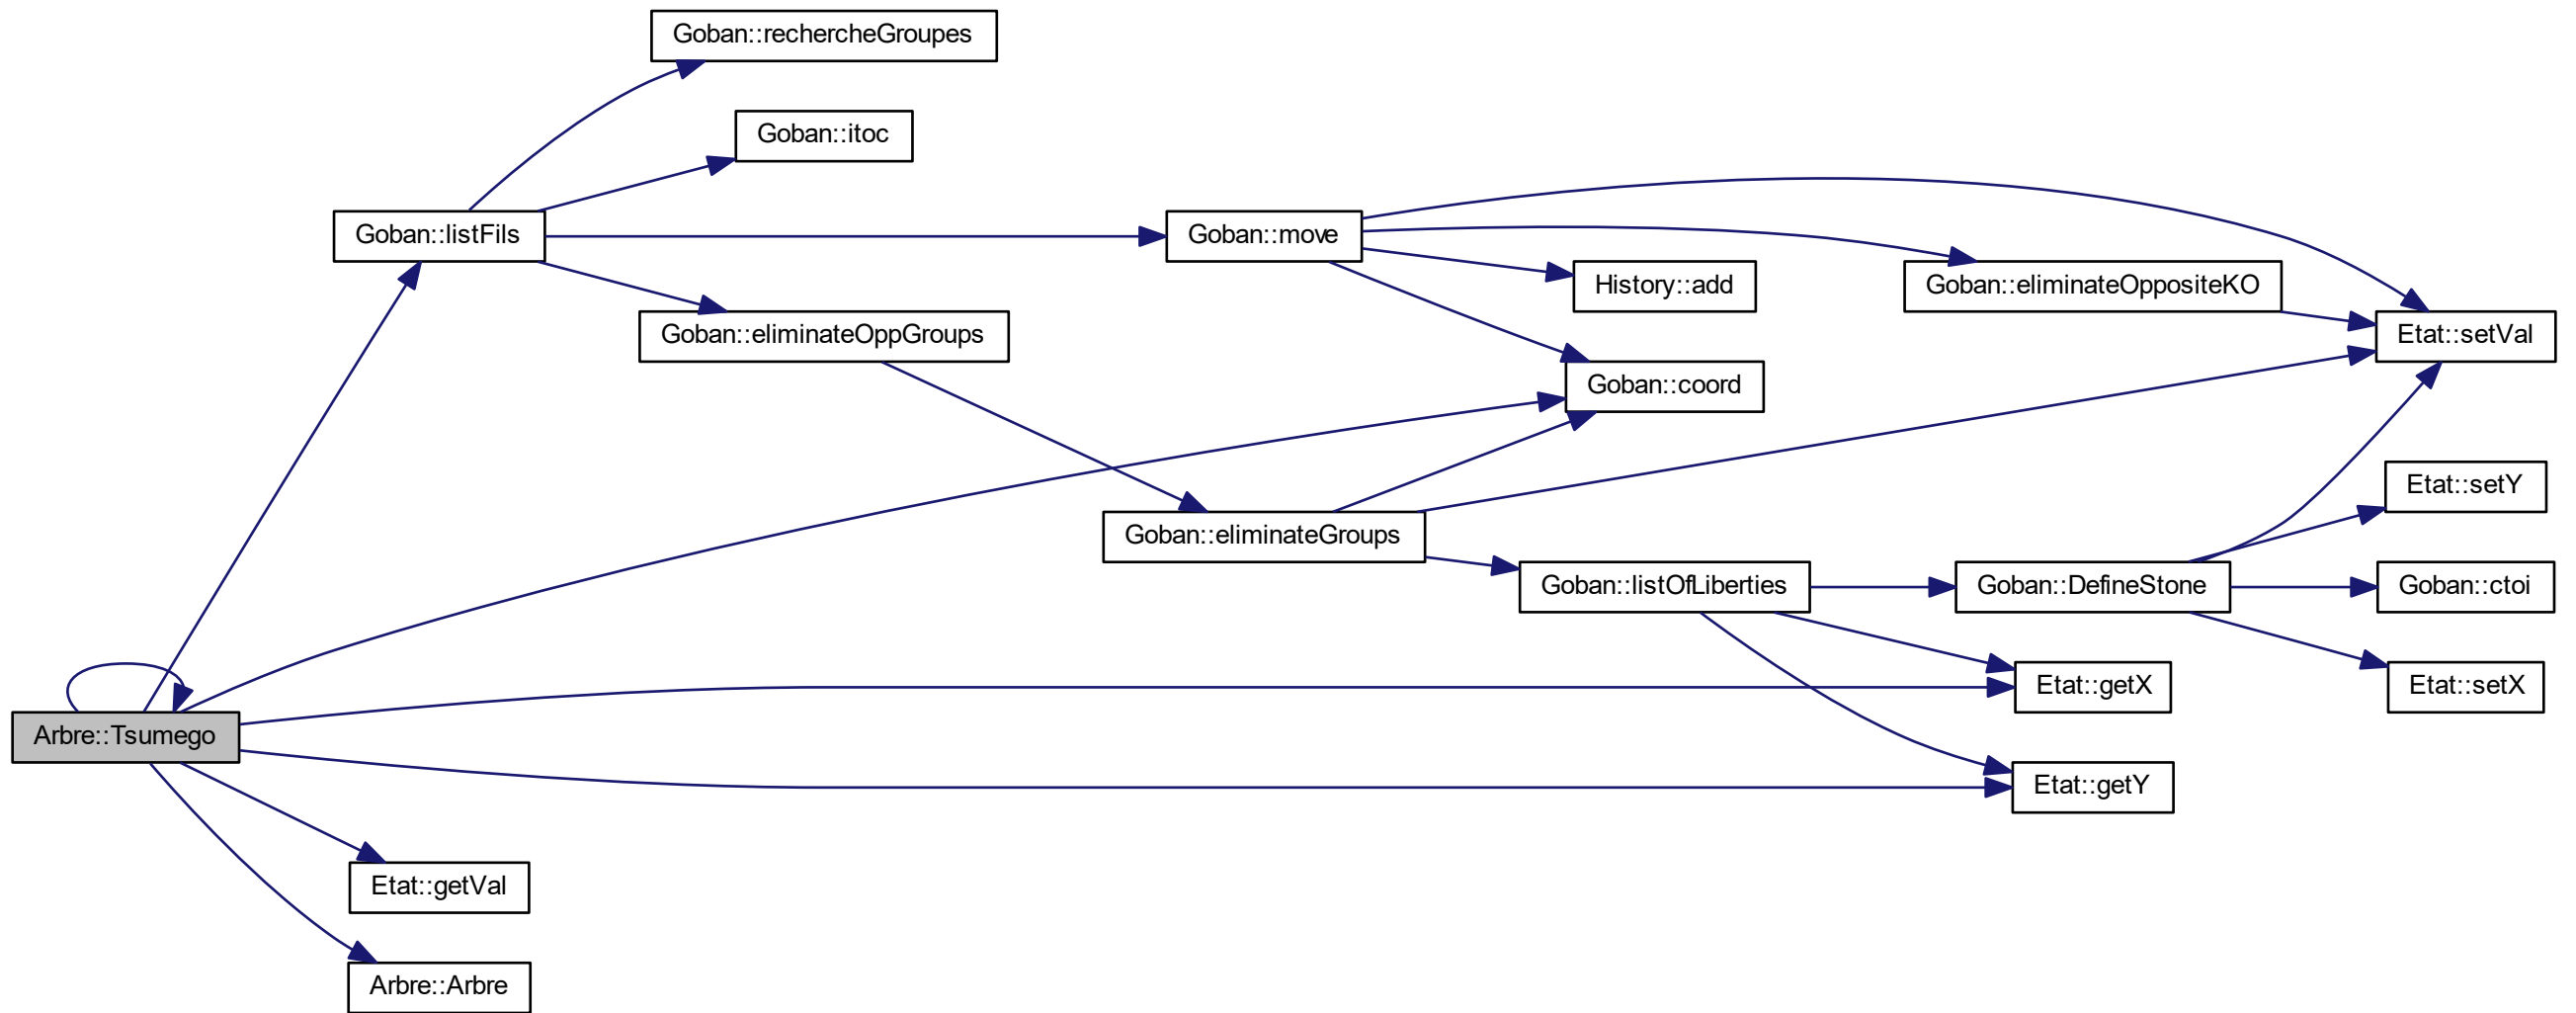 Goban::rechercheGroupes
Goban::itoc
Goban::listFils
Goban::move
History::add
Goban::eliminateOppositeKO
Goban::eliminateOppGroups
Etat::setVal
Goban::coord
Etat::setY
Goban::eliminateGroups
Goban::listOfLiberties
Goban::DefineStone
Goban::ctoi
Etat::getX
Etat::setX
Arbre::Tsumego
Etat::getY
Etat::getVal
Arbre::Arbre